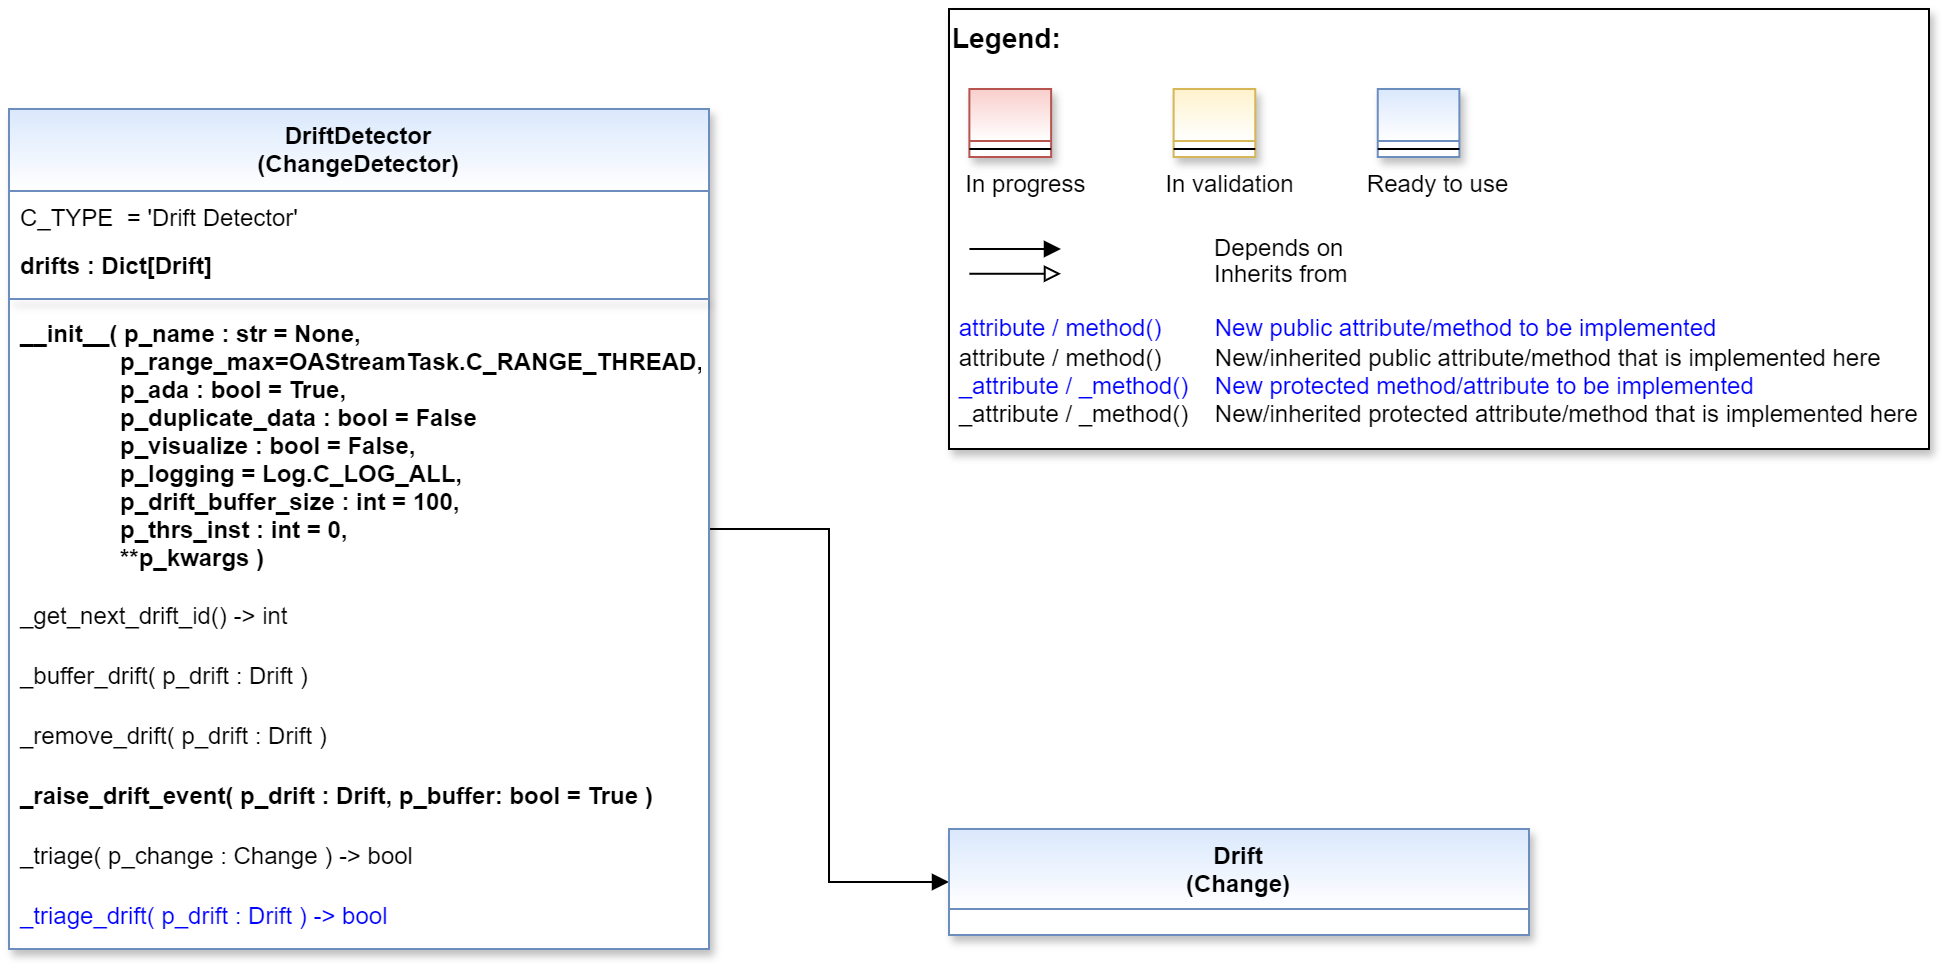 DriftDetector
(ChangeDetector)
C_TYPE  = 'Drift Detector'
drifts : Dict[Drift]
__init__( p_name : str = None,
p_range_max=OAStreamTask.C_RANGE_THREAD,
p_ada : bool = True,
p_duplicate_data : bool = False
p_visualize : bool = False,
p_logging = Log.C_LOG_ALL,
p_drift_buffer_size : int = 100,
p_thrs_inst : int = 0,
**p_kwargs )
_get_next_drift_id() -> int
_buffer_drift( p_drift : Drift )
_remove_drift( p_drift : Drift )
_raise_drift_event( p_drift : Drift, p_buffer: bool = True )
_triage( p_change : Change ) -> bool
_triage_drift( p_drift : Drift ) -> bool
Legend:
In progress
In validation
Ready to use
Depends on
Inherits from
attribute / method() New public attribute/method to be implemented
attribute / method() New/inherited public attribute/method that is implemented here
_attribute / _method() New protected method/attribute to be implemented
_attribute / _method() New/inherited protected attribute/method that is implemented here
Drift
(Change)